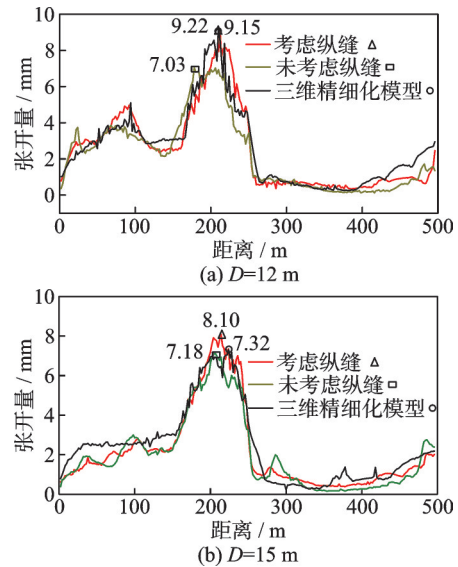 10
9.22 9.15
8
7.03
考虑纵缝
6
未考虑纵缝
三维精细化模型
4
2
0
张开量 / mm
0 100 200 300 400 500
距离 / m
(a) D=12 m
10
8.10
8
7.18 7.32
6
考虑纵缝
未考虑纵缝
4
三维精细化模型
2
0
张开量 / mm
0 100 200 300 400 500
距离 / m
(b) D=15 m